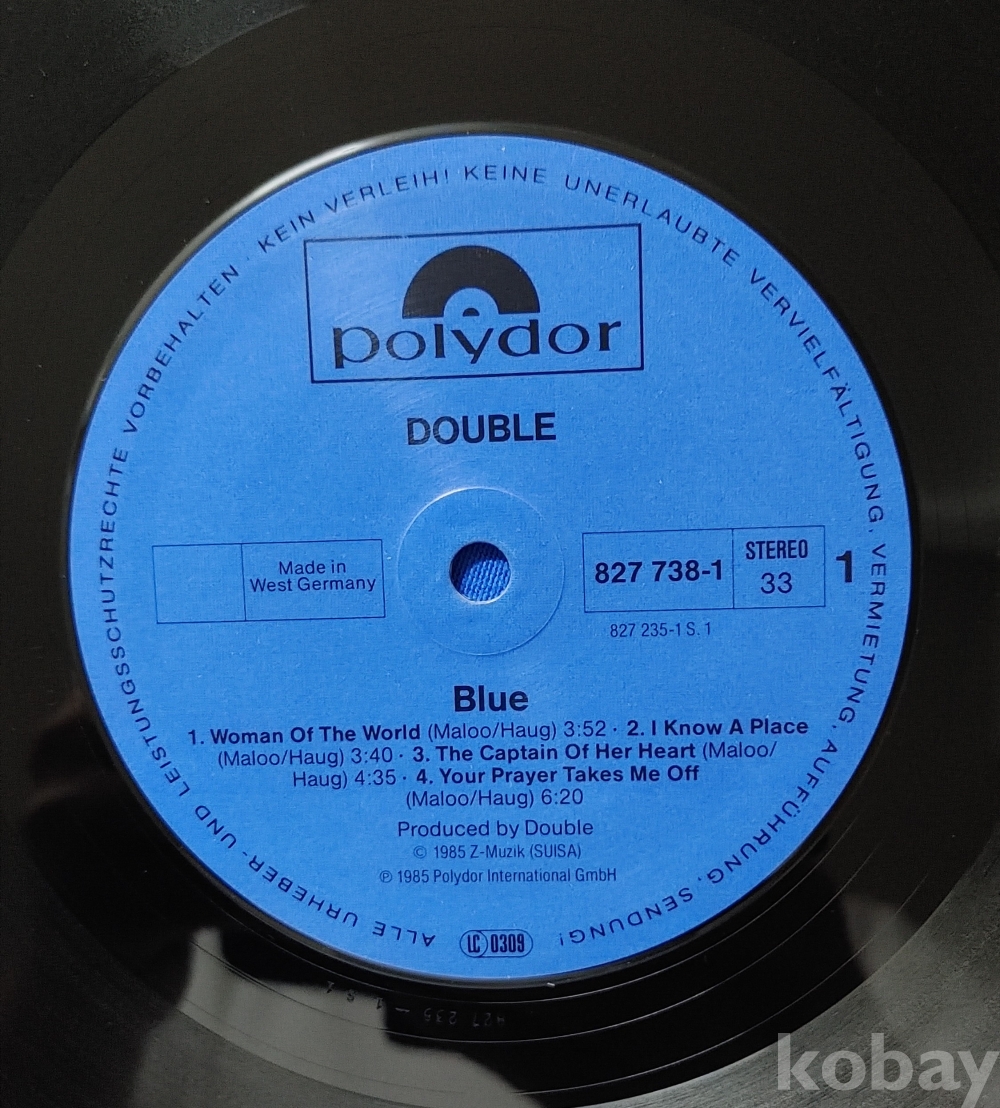 ALLE URHEBER- UND LEISTUNGSSCHUTZRECHTE VORBEHALTEN . KEIN VERLEIH! KEINE UNERLAUBTE VERVIELFÄLTIGUNG, VERMIETUNG, AUFFÜHRUNG, SENDUNG!
polydor
DOUBLE
Made in
West Germany
827 738-1
STEREO
33
1
827 235-1 S. 1
Blue
1. Woman Of The World (Maloo/Haug) 3:52 · 2. I Know A Place
(Maloo/Haug) 3:40 · 3. The Captain Of Her Heart (Maloo/
Haug) 4:35 · 4. Your Prayer Takes Me Off
(Maloo/Haug) 6:20
Produced by Double
© 1985 Z-Muzik (SUISA)
℗ 1985 Polydor International GmbH
LC 0309
kobay